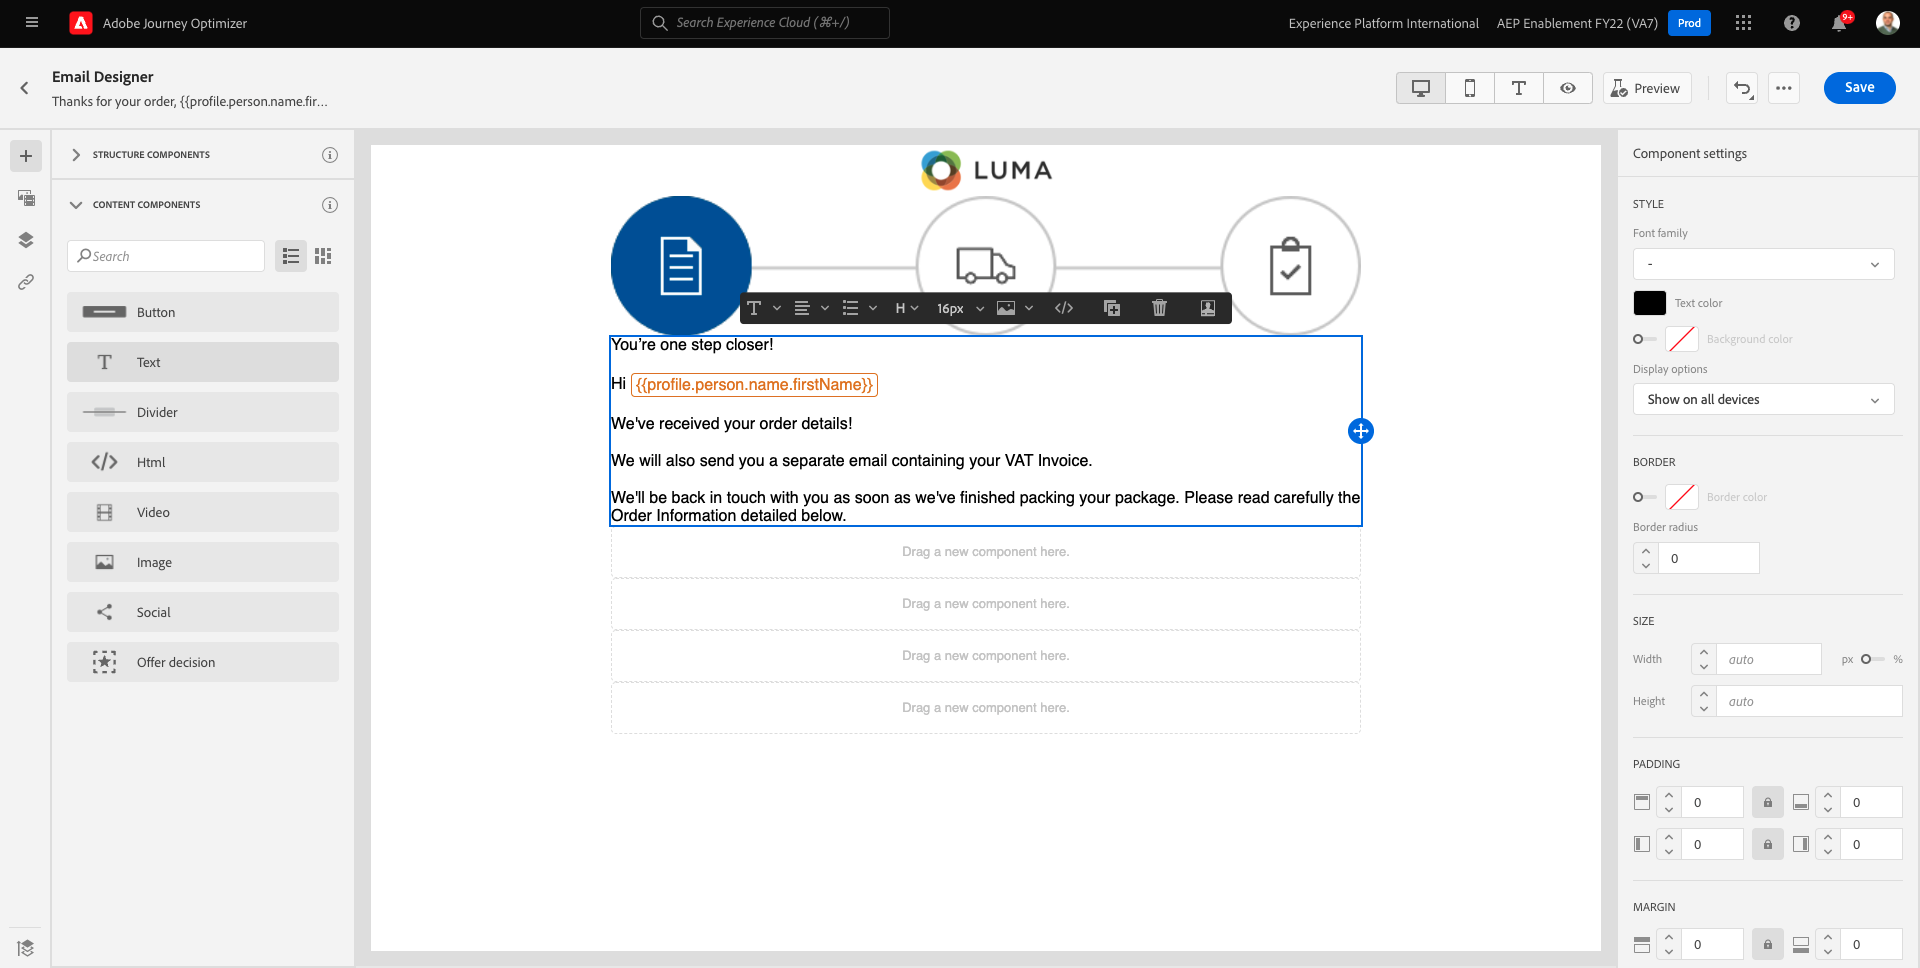 Adobe Journey Optimizer
Search Experience Cloud (⌘+/)
Experience Platform International
AEP Enablement FY22 (VA7)
Prod
9+
Email Designer
Thanks for your order, {{profile.person.name.fir...
Preview
Save
STRUCTURE COMPONENTS
CONTENT COMPONENTS
Search
Button
Text
Divider
Html
Video
Image
Social
Offer decision
LUMA
H
16px
You're one step closer!
Hi {{profile.person.name.firstName}}
We've received your order details!
We will also send you a separate email containing your VAT Invoice.
We'll be back in touch with you as soon as we've finished packing your package. Please read carefully the
Order Information detailed below.
Drag a new component here.
Drag a new component here.
Drag a new component here.
Drag a new component here.
Component settings
STYLE
Font family
-
Text color
Background color
Display options
Show on all devices
BORDER
Border color
Border radius
0
SIZE
Width
auto
px
%
Height
auto
PADDING
0
0
0
0
MARGIN
0
0